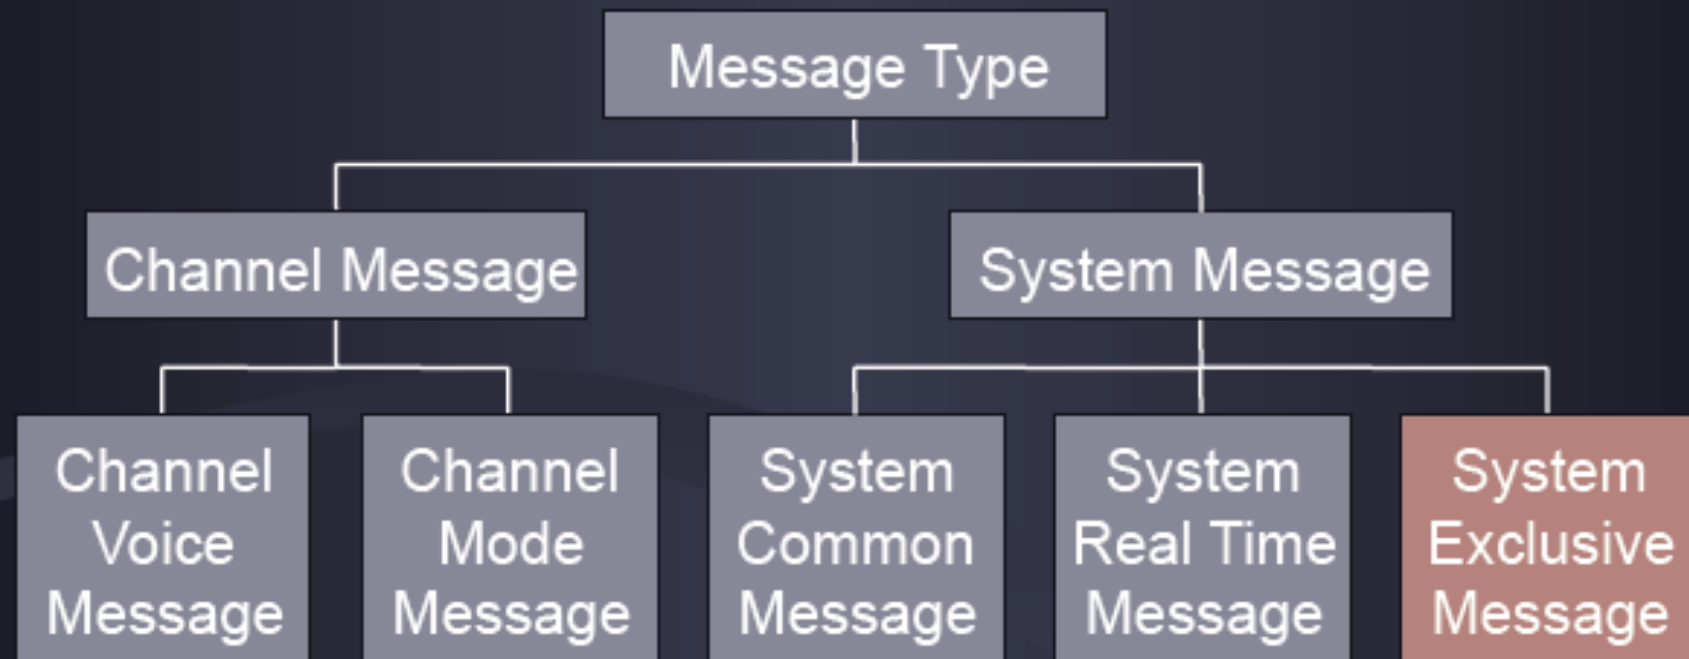 Message Type
Channel Message
System Message
Channel
Voice
Message
Channel
Mode
Message
System
Common
Message
System
Real Time
Message
System
Exclusive
Message